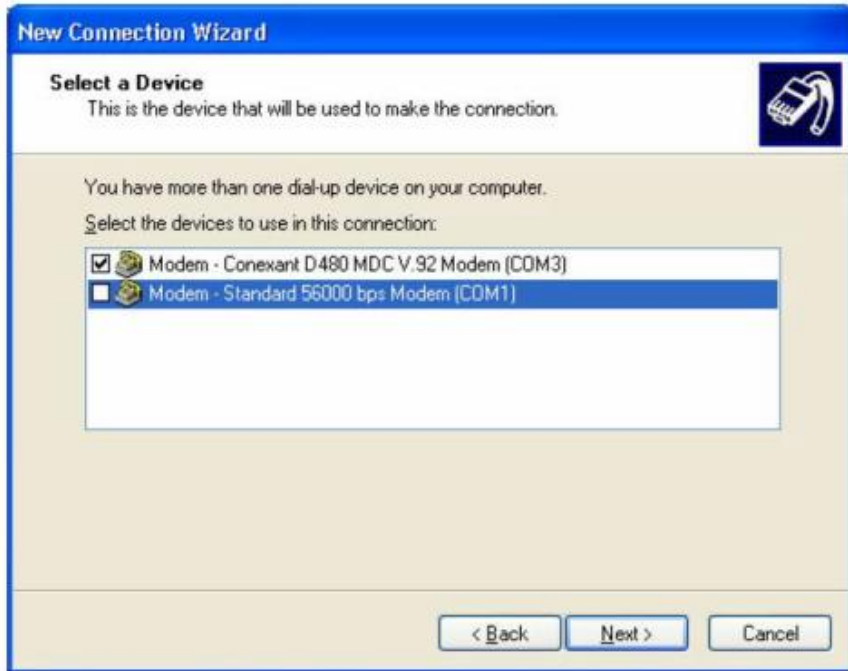 New Connection Wizard
Select a Device
This is the device that will be used to make the connection.
You have more than one dial-up device on your computer.
Select the devices to use in this connection:
Modem - Conexant D480 MDC V.92 Modem (COM3)
Modem - Standard 56000 bps Modem (COM1)
< Back
Next >
Cancel